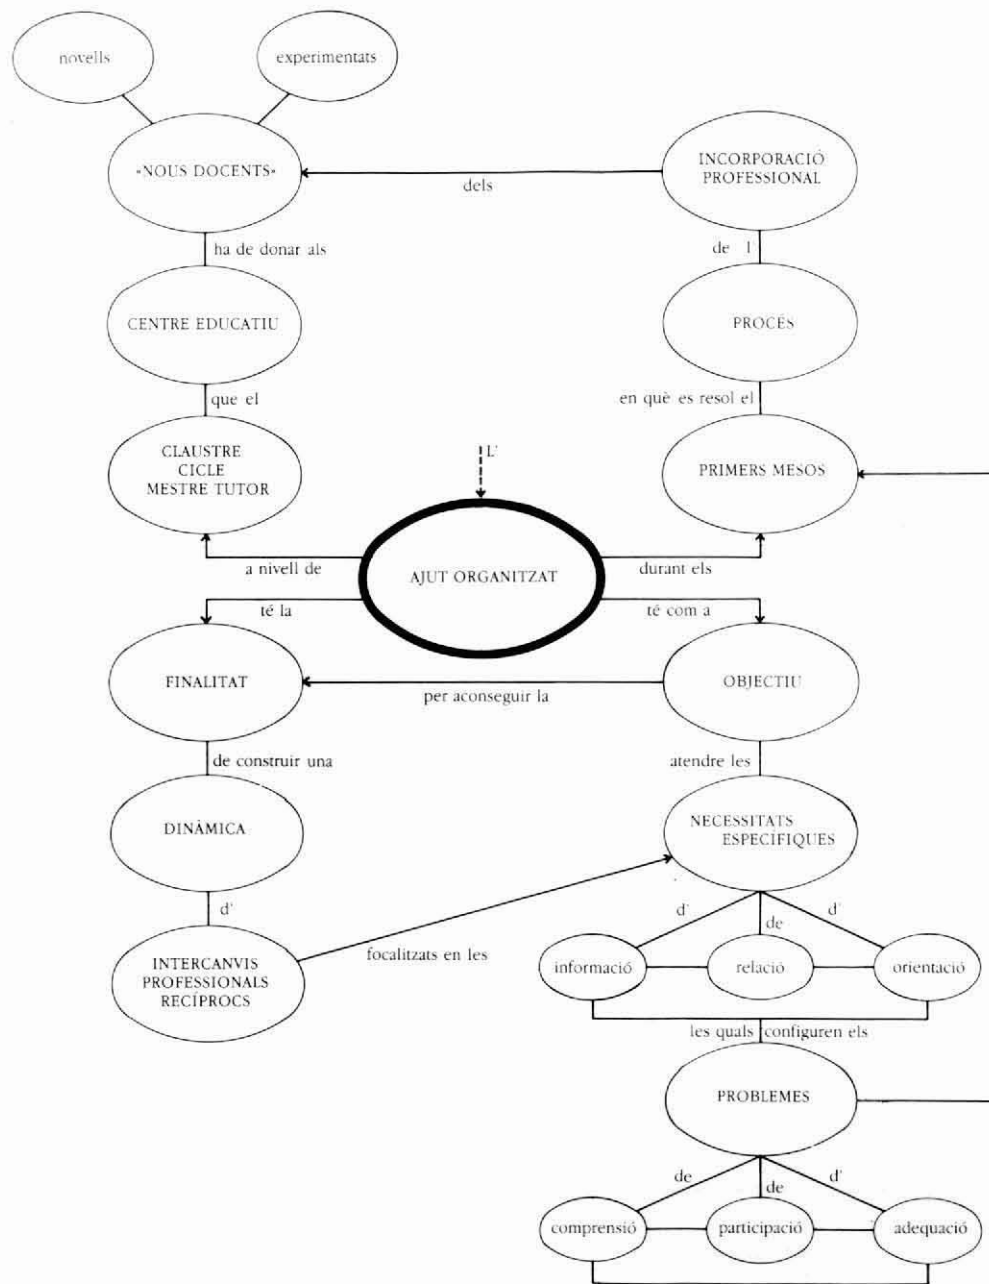 novells
experimentats
«NOUS DOCENTS»
INCORPORACIÓ
PROFESSIONAL
dels
ha de donar als
de l'
CENTRE EDUCATIU
PROCÉS
que el
en què es resol el
CLAUSTRE
CICLE
MESTRE TUTOR
L'
PRIMERS MESOS
AJUT ORGANITZAT
a nivell de
durant els
té la
té com a
FINALITAT
per aconseguir la
OBJECTIU
de construir una
atendre les
DINÀMICA
NECESSITATS
ESPECÍFIQUES
d'
d'
de
d'
INTERCANVIS
PROFESSIONALS
RECÍPROCS
focalitzats en les
informació
relació
orientació
les quals configuren els
PROBLEMES
de
de
d'
comprensió
participació
adequació